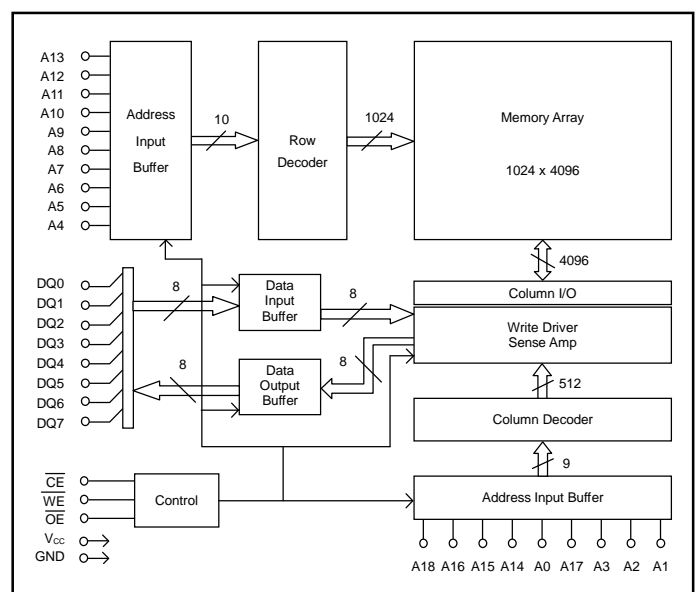 A13
A12
A11
A10
A9
A8
A7
A6
A5
A4
Address
Input
Buffer
10
Row
Decoder
1024
Memory Array
1024 x 4096
4096
DQ0
DQ1
DQ2
DQ3
DQ4
DQ5
DQ6
DQ7
8
Data
Input
Buffer
8
Column I/O
Write Driver
Sense Amp
8
Data
Output
Buffer
8
512
Column Decoder
9
CE
WE
OE
Control
Address Input Buffer
VCC
GND
A18 A16 A15 A14 A0 A17 A3 A2 A1